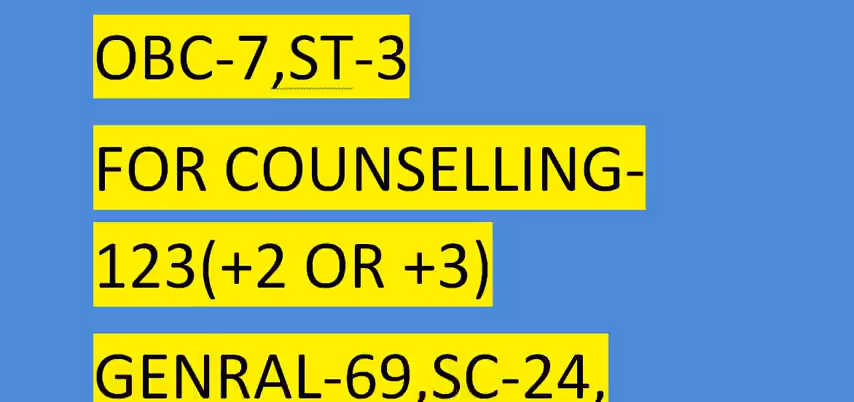 OBC-7,ST-3
FOR COUNSELLING-
123(+2 OR +3)
GENRAL-69,SC-24,